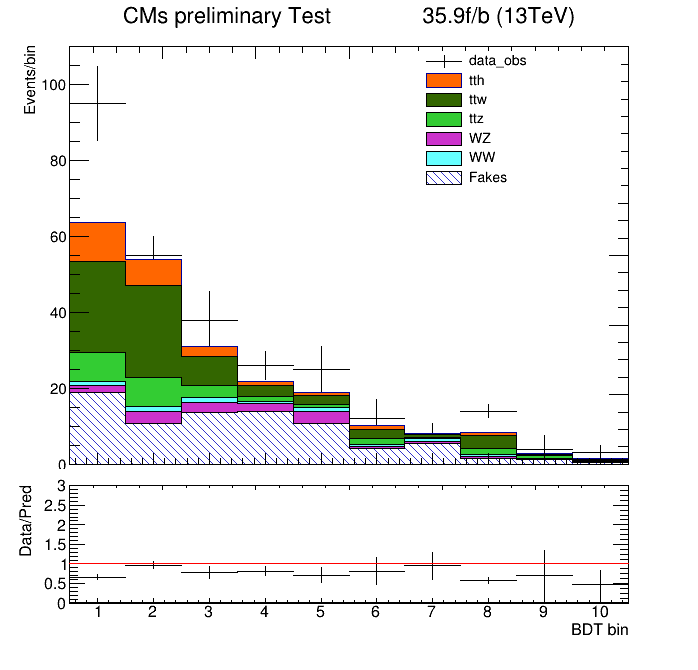 CMs preliminary Test 35.9f/b (13TeV)
Events/bin
100
80
60
40
20
0
data_obs
tth
ttw
ttz
WZ
WW
Fakes
Data/Pred
3
2.5
2
1.5
1
0.5
0
1 2 3 4 5 6 7 8 9 10
BDT bin